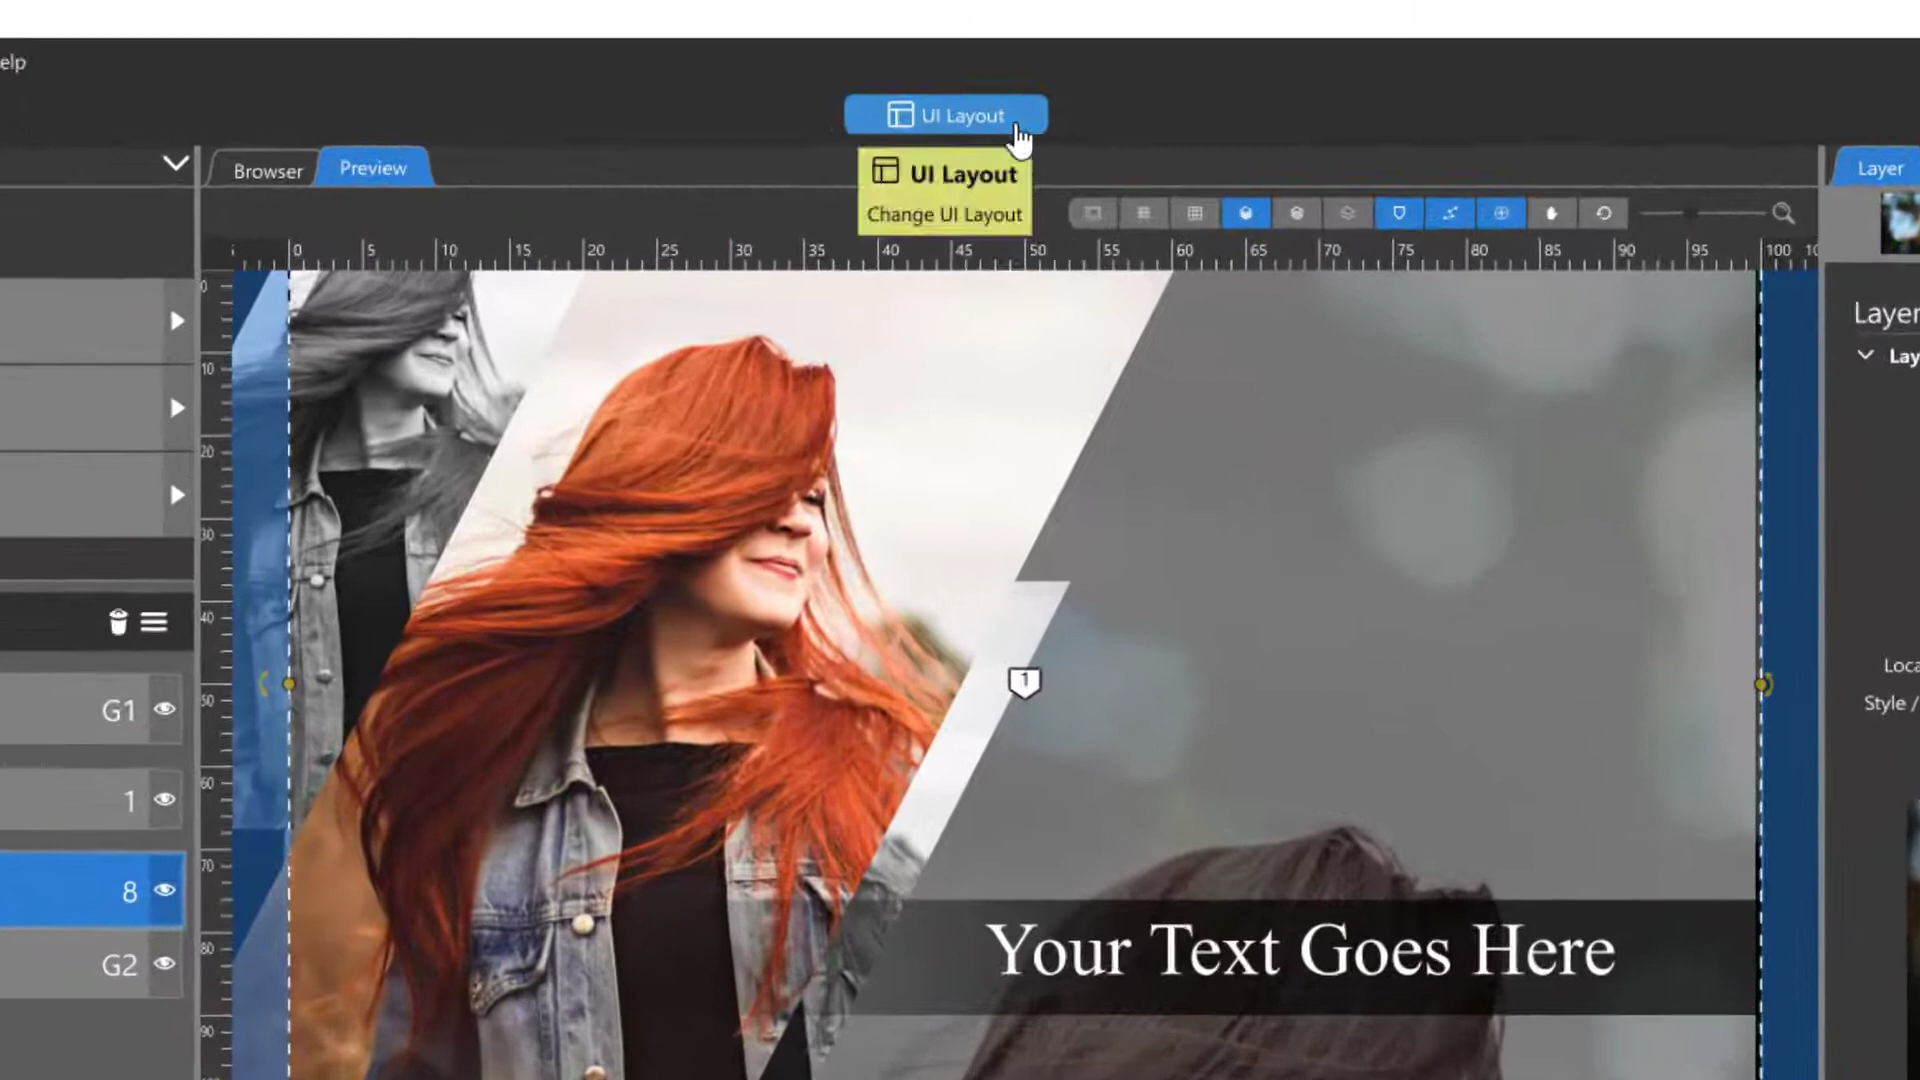 elp
UI Layout
Browser
Preview
UI Layout
Change UI Layout
Layer
0 5 10 15 20 25 30 35 40 45 50 55 60 65 70 75 80 85 90 95 100 10
0
10
20
30
40
50
60
70
80
90
Layer
Lay
1
Loca
Style /
G1
1
8
G2
Your Text Goes Here